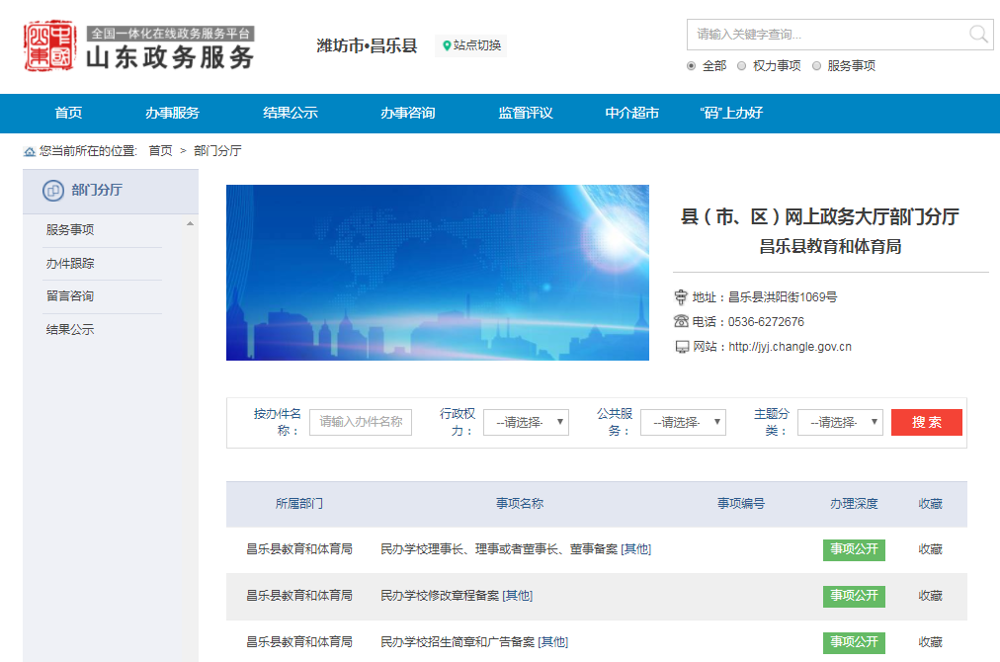 山东
中国
全国一体化在线政务服务平台
山东政务服务
潍坊市•昌乐县
站点切换
请输入关键字查询...
全部 权力事项 服务事项
首页 办事服务 结果公示 办事咨询 监督评议 中介超市 “码”上办好
您当前所在的位置: 首页 > 部门分厅
部门分厅
服务事项
办件跟踪
留言咨询
结果公示
县（市、区）网上政务大厅部门分厅
昌乐县教育和体育局
地址：昌乐县洪阳街1069号
电话：0536-6272676
网站：http://jyj.changle.gov.cn
按办件名称：
请输入办件名称
行政权力：
--请选择-
公共服务：
--请选择-
主题分类：
--请选择-
搜 索
所属部门 事项名称 事项编号 办理深度 收藏
昌乐县教育和体育局 民办学校理事长、理事或者董事长、董事备案 [其他] 事项公开 收藏
昌乐县教育和体育局 民办学校修改章程备案 [其他] 事项公开 收藏
昌乐县教育和体育局 民办学校招生简章和广告备案 [其他] 事项公开 收藏